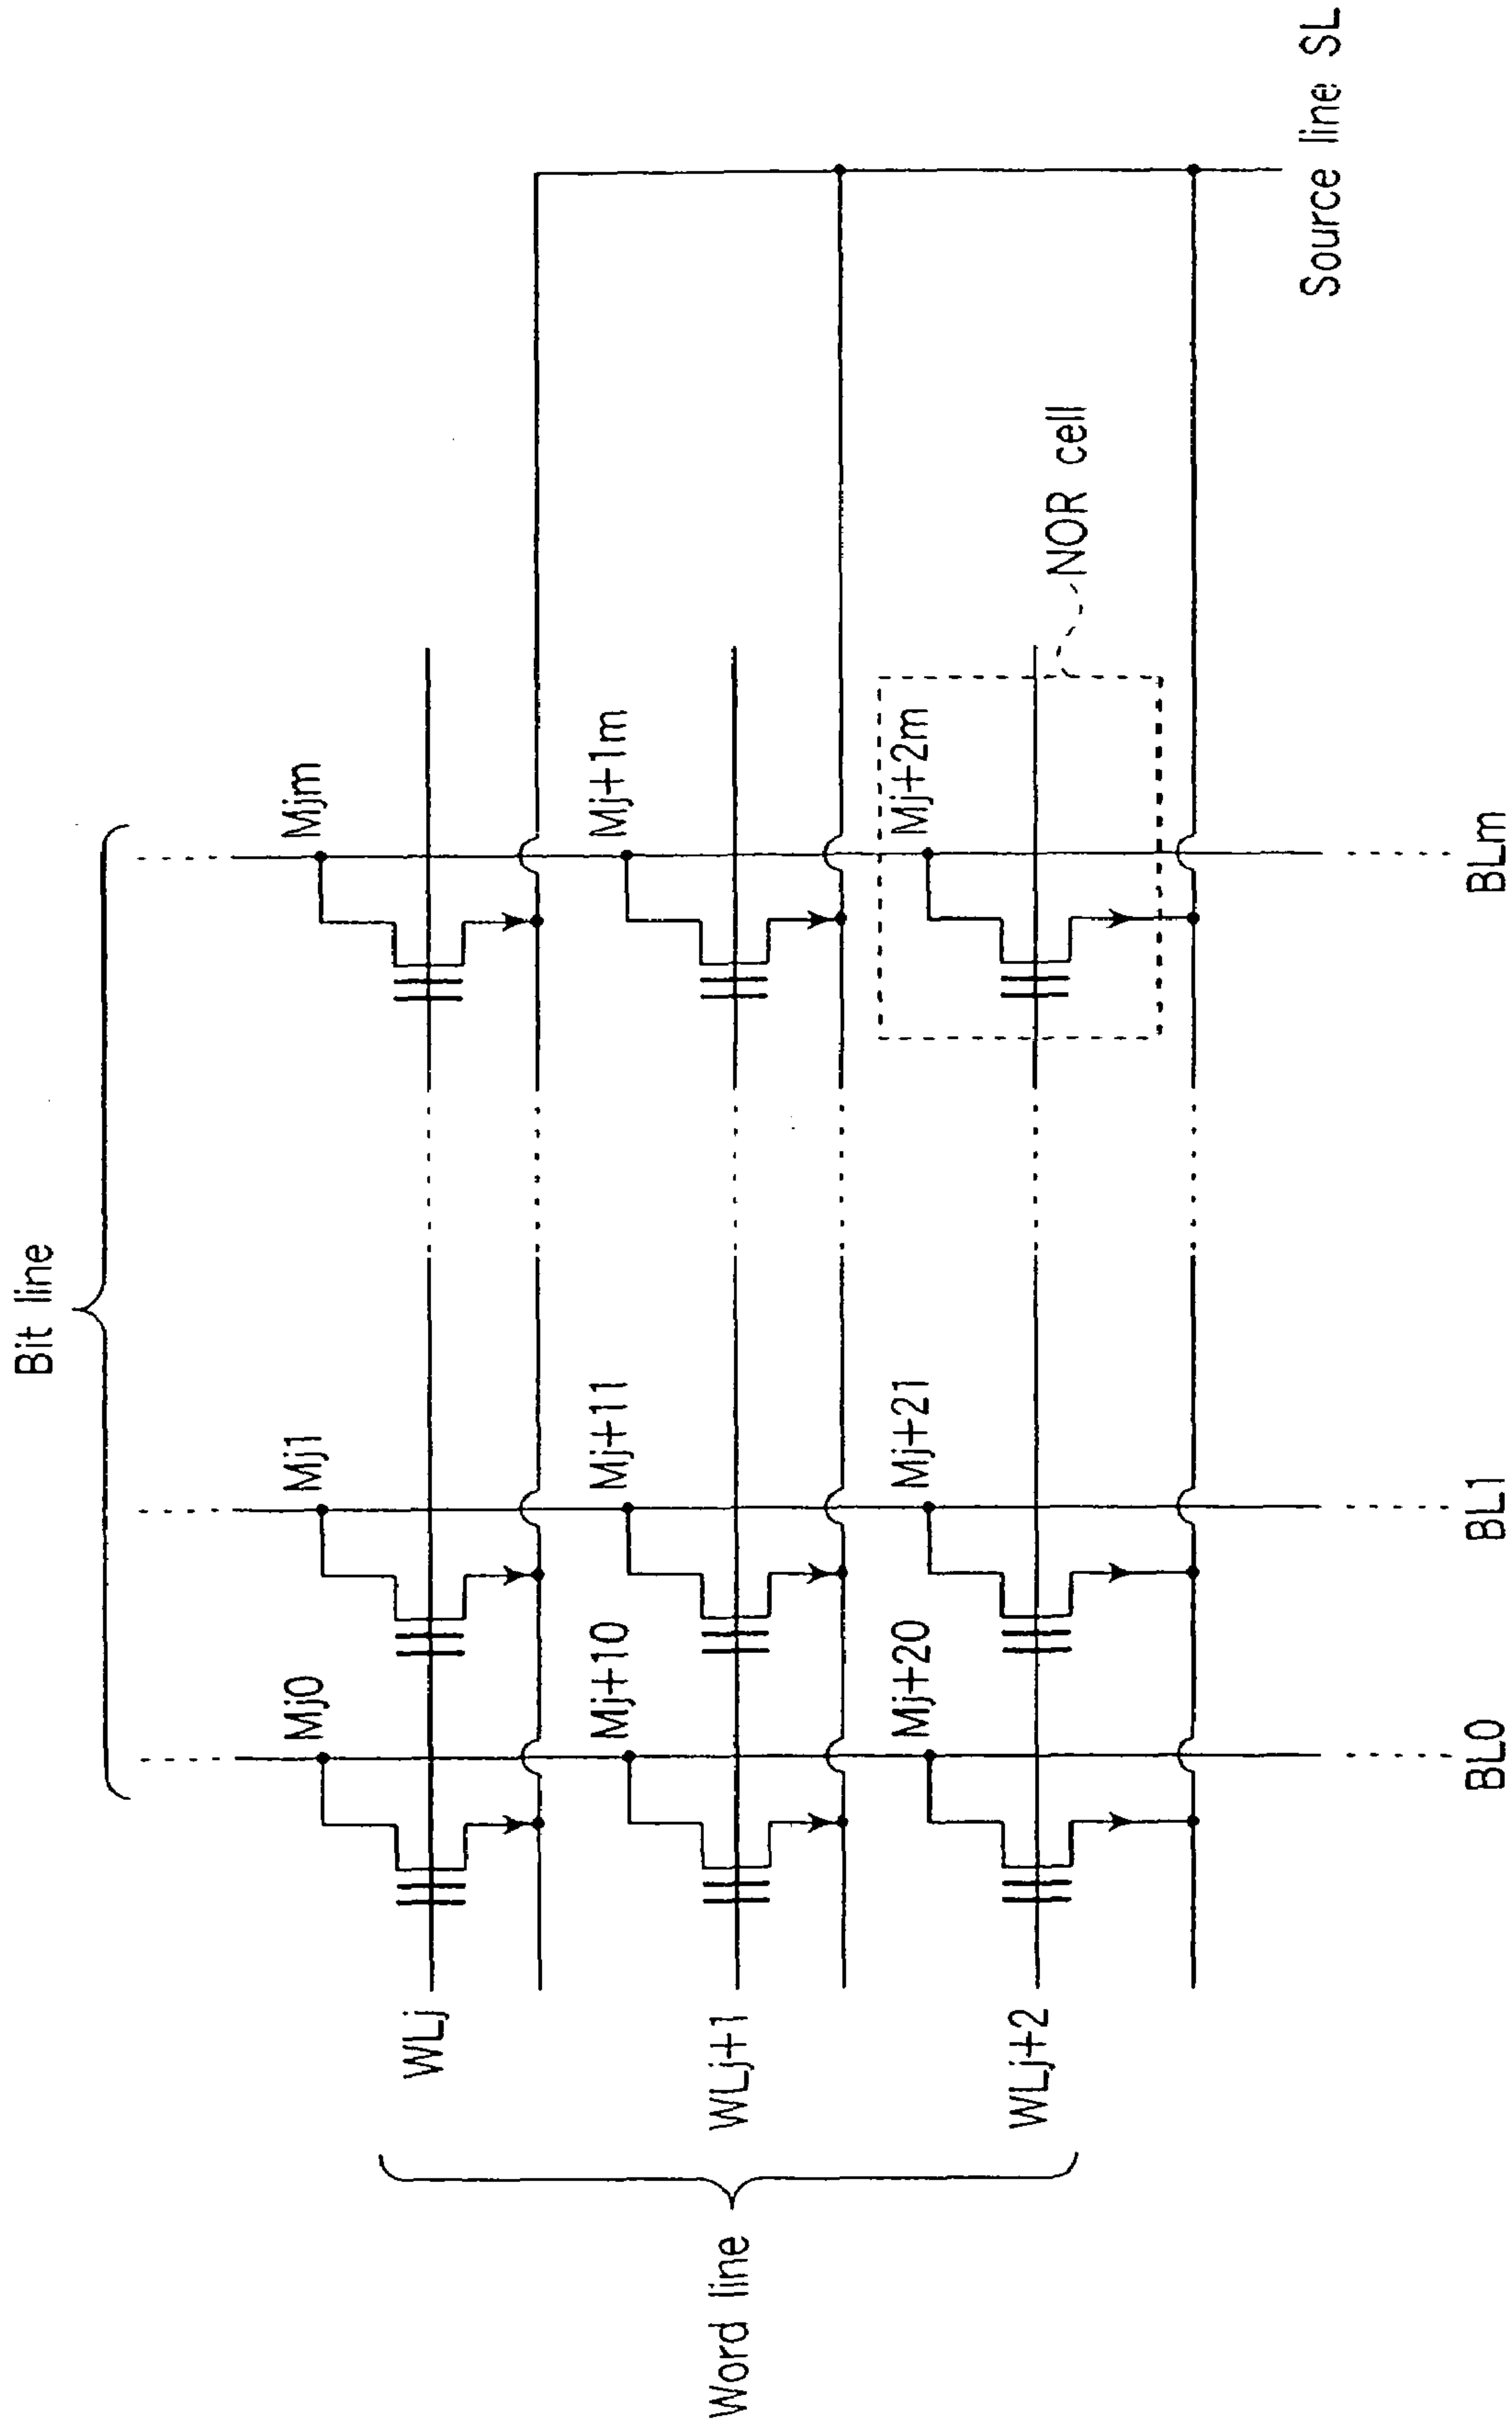 Bit line
Mj0
Mj1
Mjm
WLj
Mj+10
Mj+11
Mj+1m
Word line
WLj+1
Mj+20
Mj+21
Mj+2m
WLj+2
NOR cell
BL0
BL1
BLm
Source line SL